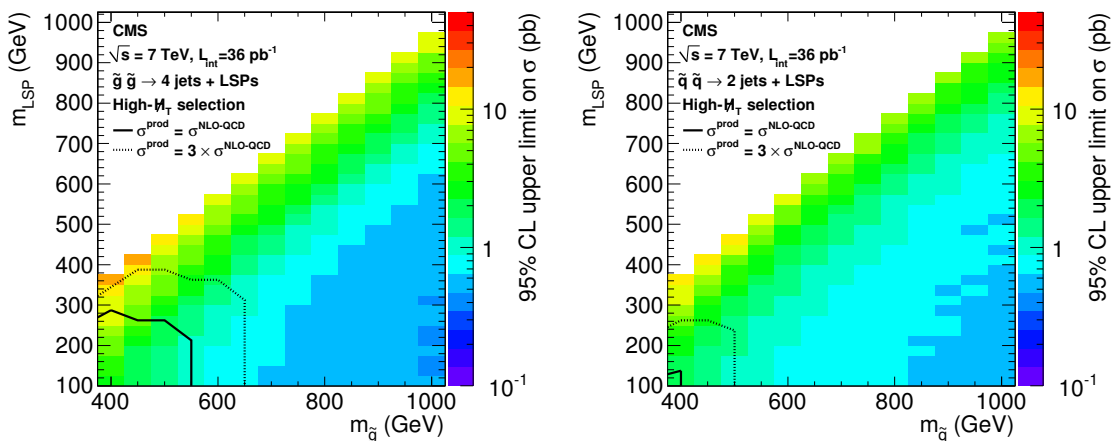 CMS
√s = 7 TeV, L_int=36 pb⁻¹
g̃ g̃ → 4 jets + LSPs
High-H̸_T selection
σ^prod = σ^NLO-QCD
σ^prod = 3 × σ^NLO-QCD
m_LSP (GeV)
1000
900
800
700
600
500
400
300
200
100
400 600 800 1000
m_q̃ (GeV)
10
1
10⁻¹
95% CL upper limit on σ (pb)
CMS
√s = 7 TeV, L_int=36 pb⁻¹
q̃ q̃ → 2 jets + LSPs
High-H̸_T selection
σ^prod = σ^NLO-QCD
σ^prod = 3 × σ^NLO-QCD
m_LSP (GeV)
1000
900
800
700
600
500
400
300
200
100
400 600 800 1000
m_q̃ (GeV)
10
1
10⁻¹
95% CL upper limit on σ (pb)